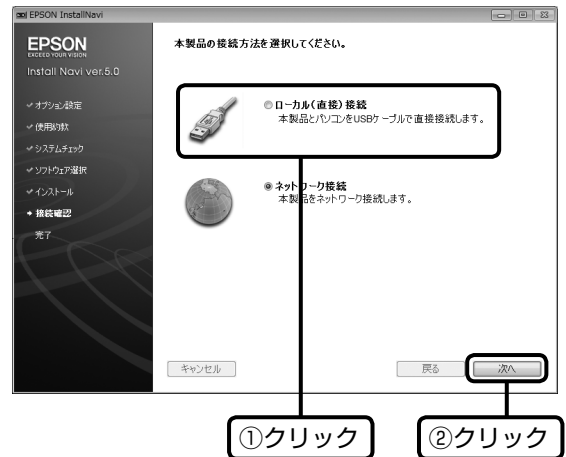 EPSON InstallNavi
EPSON
EXCEED YOUR VISION
Install Navi ver.5.0
本製品の接続方法を選択してください。
オプション設定
使用約款
システムチェック
ソフトウェア選択
インストール
接続確認
完了
ローカル(直接)接続
本製品とパソコンをUSBケーブルで直接接続します。
ネットワーク接続
本製品をネットワーク接続します。
キャンセル
戻る
次へ
①クリック
②クリック